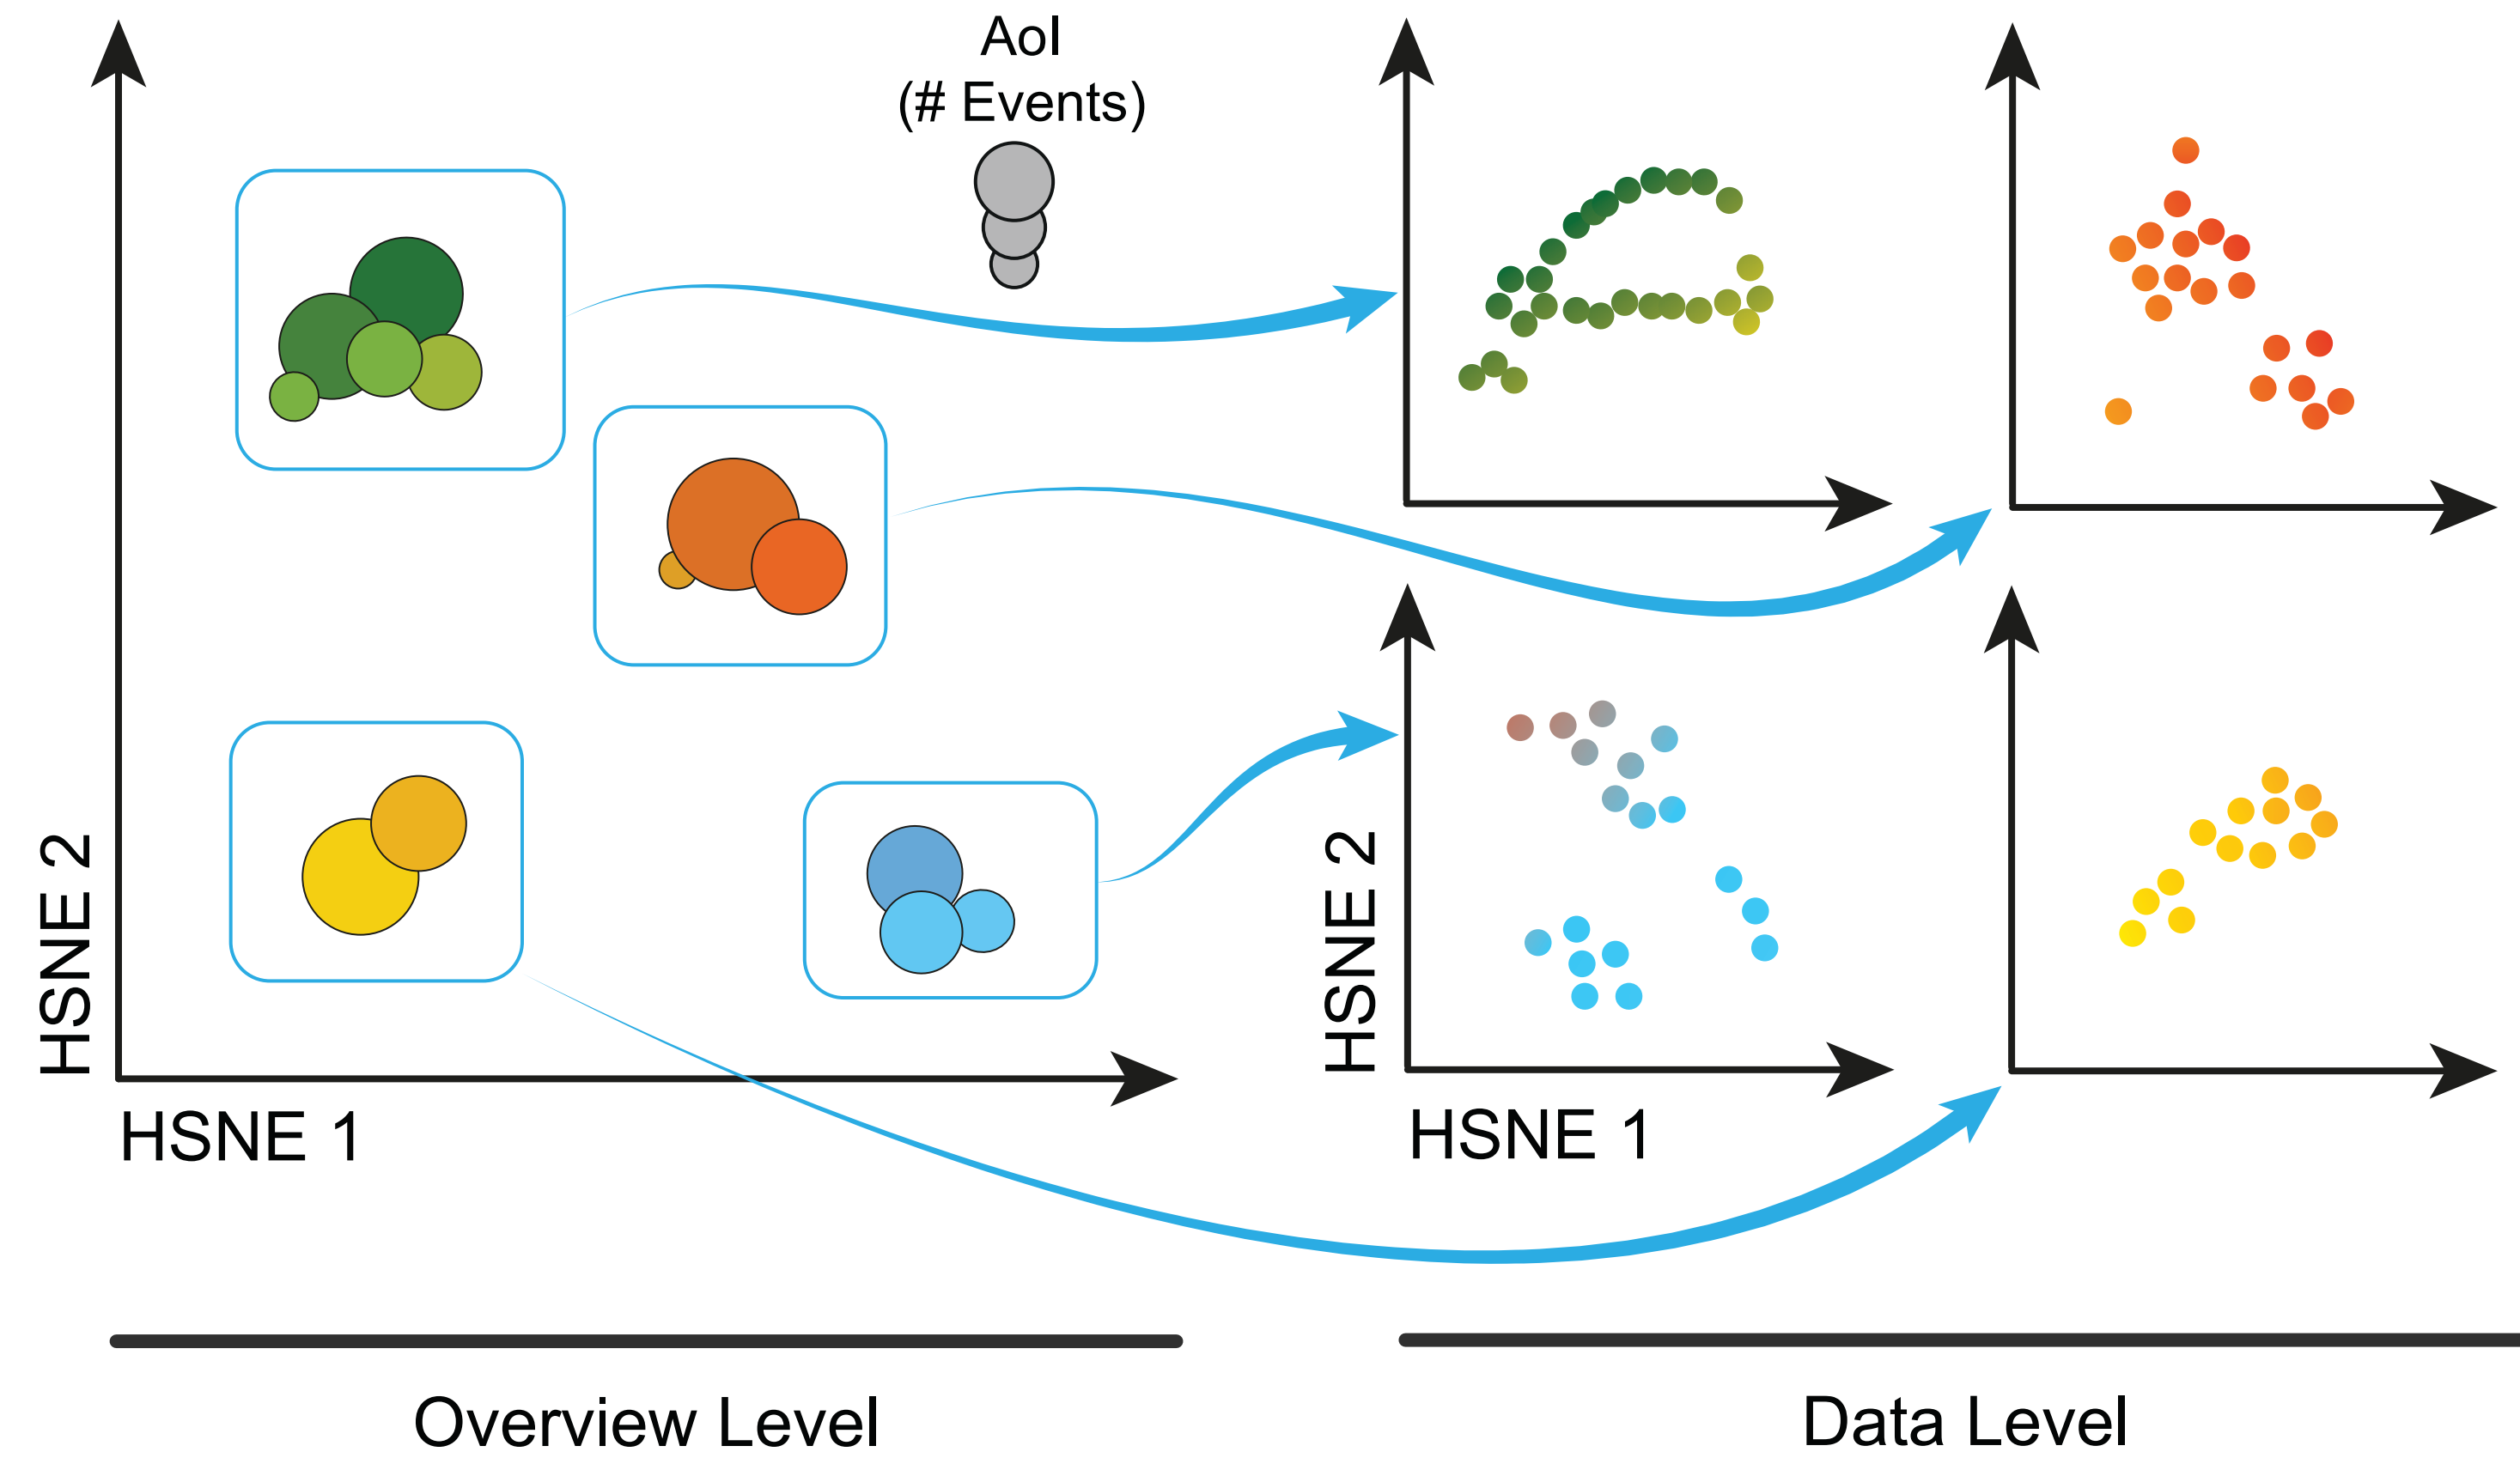 AoI
(# Events)
HSNE 2
HSNE 1
HSNE 2
HSNE 1
Overview Level
Data Level